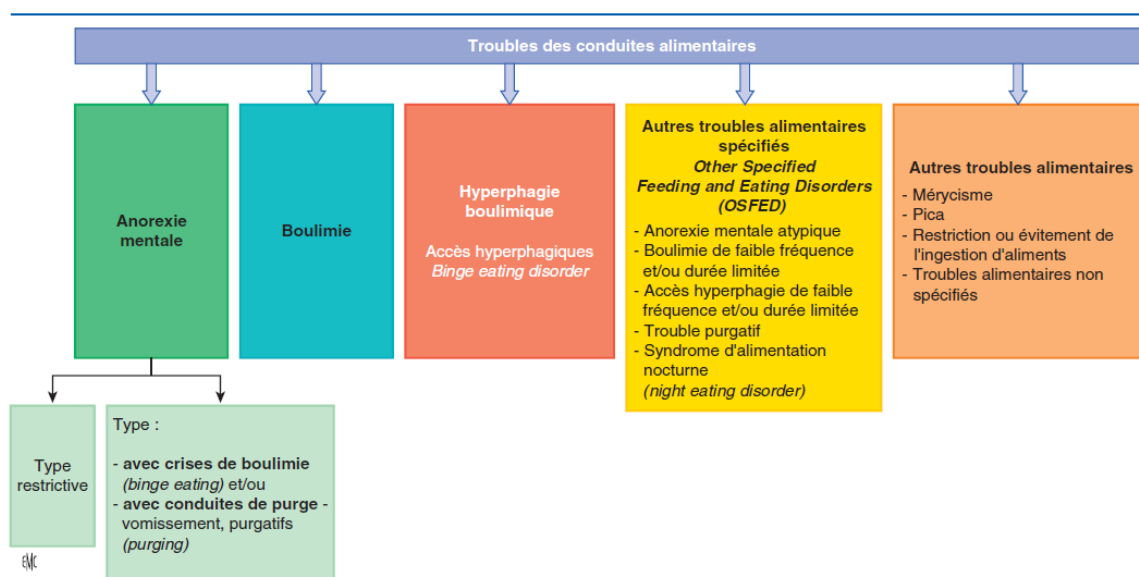 Troubles des conduites alimentaires
Anorexie
mentale
Boulimie
Hyperphagie
boulimique
Accès hyperphagiques
Binge eating disorder
Autres troubles alimentaires
spécifiés
Other Specified
Feeding and Eating Disorders
(OSFED)
- Anorexie mentale atypique
- Boulimie de faible fréquence
et/ou durée limitée
- Accès hyperphagie de faible
fréquence et/ou durée limitée
- Trouble purgatif
- Syndrome d'alimentation
nocturne
(night eating disorder)
Autres troubles alimentaires
- Mérycisme
- Pica
- Restriction ou évitement de
l'ingestion d'aliments
- Troubles alimentaires non
spécifiés
Type
restrictive
Type :
- avec crises de boulimie
(binge eating) et/ou
- avec conduites de purge -
vomissement, purgatifs
(purging)
EMC